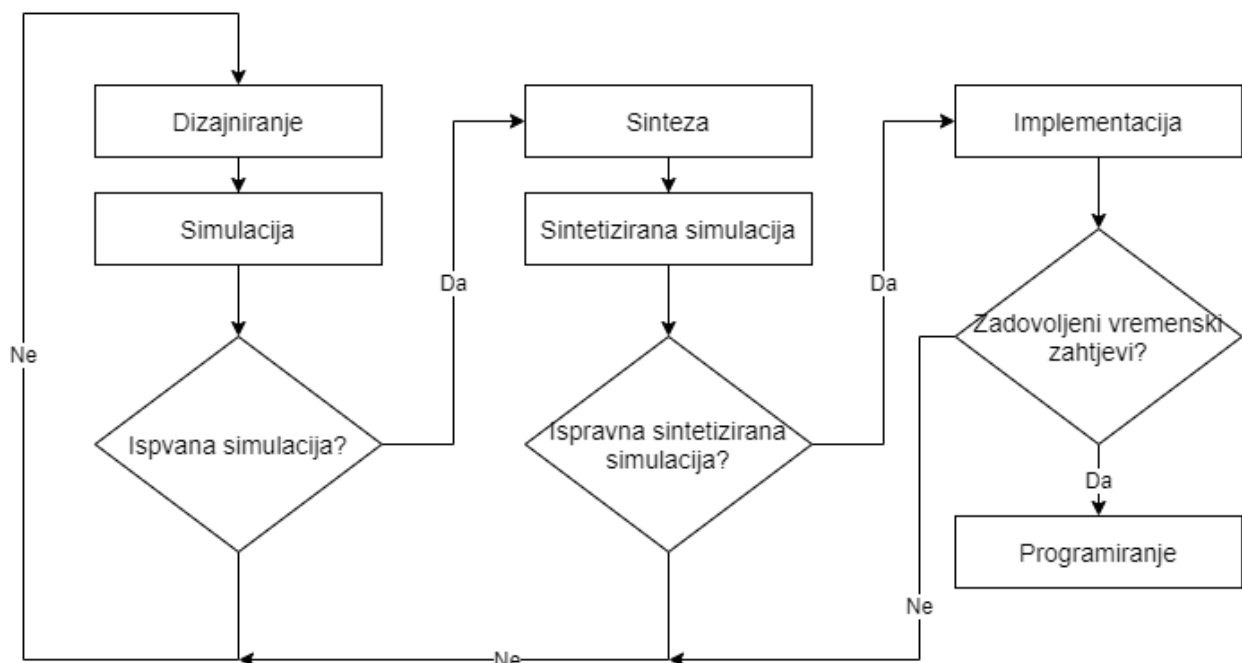 Dizajniranje
Simulacija
Ispvana simulacija?
Ne
Da
Sinteza
Sintetizirana simulacija
Ispravna sintetizirana
simulacija?
Ne
Da
Implementacija
Zadovoljeni vremenski
zahtjevi?
Ne
Da
Programiranje